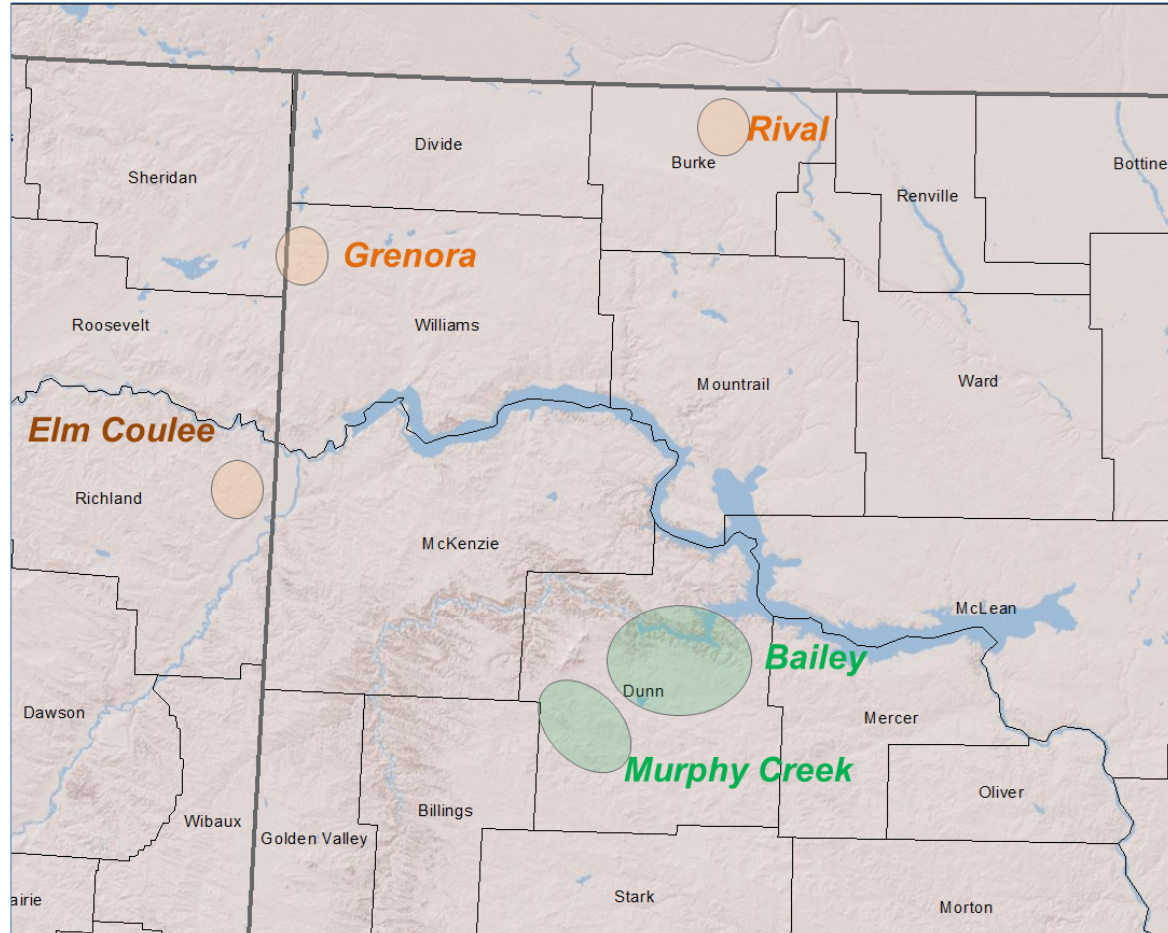 Rival
Divide
Burke
Bottine
Sheridan
Renville
Grenora
Roosevelt
Williams
Mountrail
Ward
Elm Coulee
Richland
McKenzie
McLean
Bailey
Dunn
Dawson
Mercer
Murphy Creek
Oliver
Billings
Wibaux
Golden Valley
Stark
airie
Morton